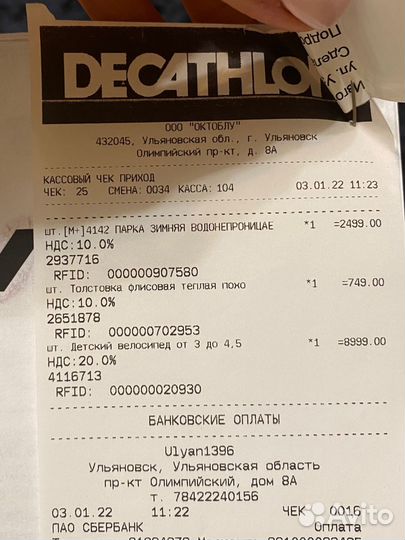 DECATHLON
ООО "ОКТОБЛУ"
432045, Ульяновская обл., г. Ульяновск
Олимпийский пр-кт, д. 8А
КАССОВЫЙ ЧЕК ПРИХОД
ЧЕК: 25 СМЕНА: 0034 КАССА: 104 03.01.22 11:23
шт.[М+]4142 ПАРКА ЗИМНЯЯ ВОДОНЕПРОНИЦАЕ *1 =2499.00
НДС:10.0%
2937716
RFID: 000000907580
шт. Толстовка флисовая теплая похо *1 =749.00
НДС:10.0%
2651878
RFID: 000000702953
шт. Детский велосипед от 3 до 4,5 *1 =8999.00
НДС:20.0%
4116713
RFID: 000000020930
БАНКОВСКИЕ ОПЛАТЫ
Ulyan1396
Ульяновск, Ульяновская область
пр-кт Олимпийский, дом 8А
т. 78422240156
03.01.22 11:22 ЧЕК 0016
ПАО СБЕРБАНК Оплата
Avito